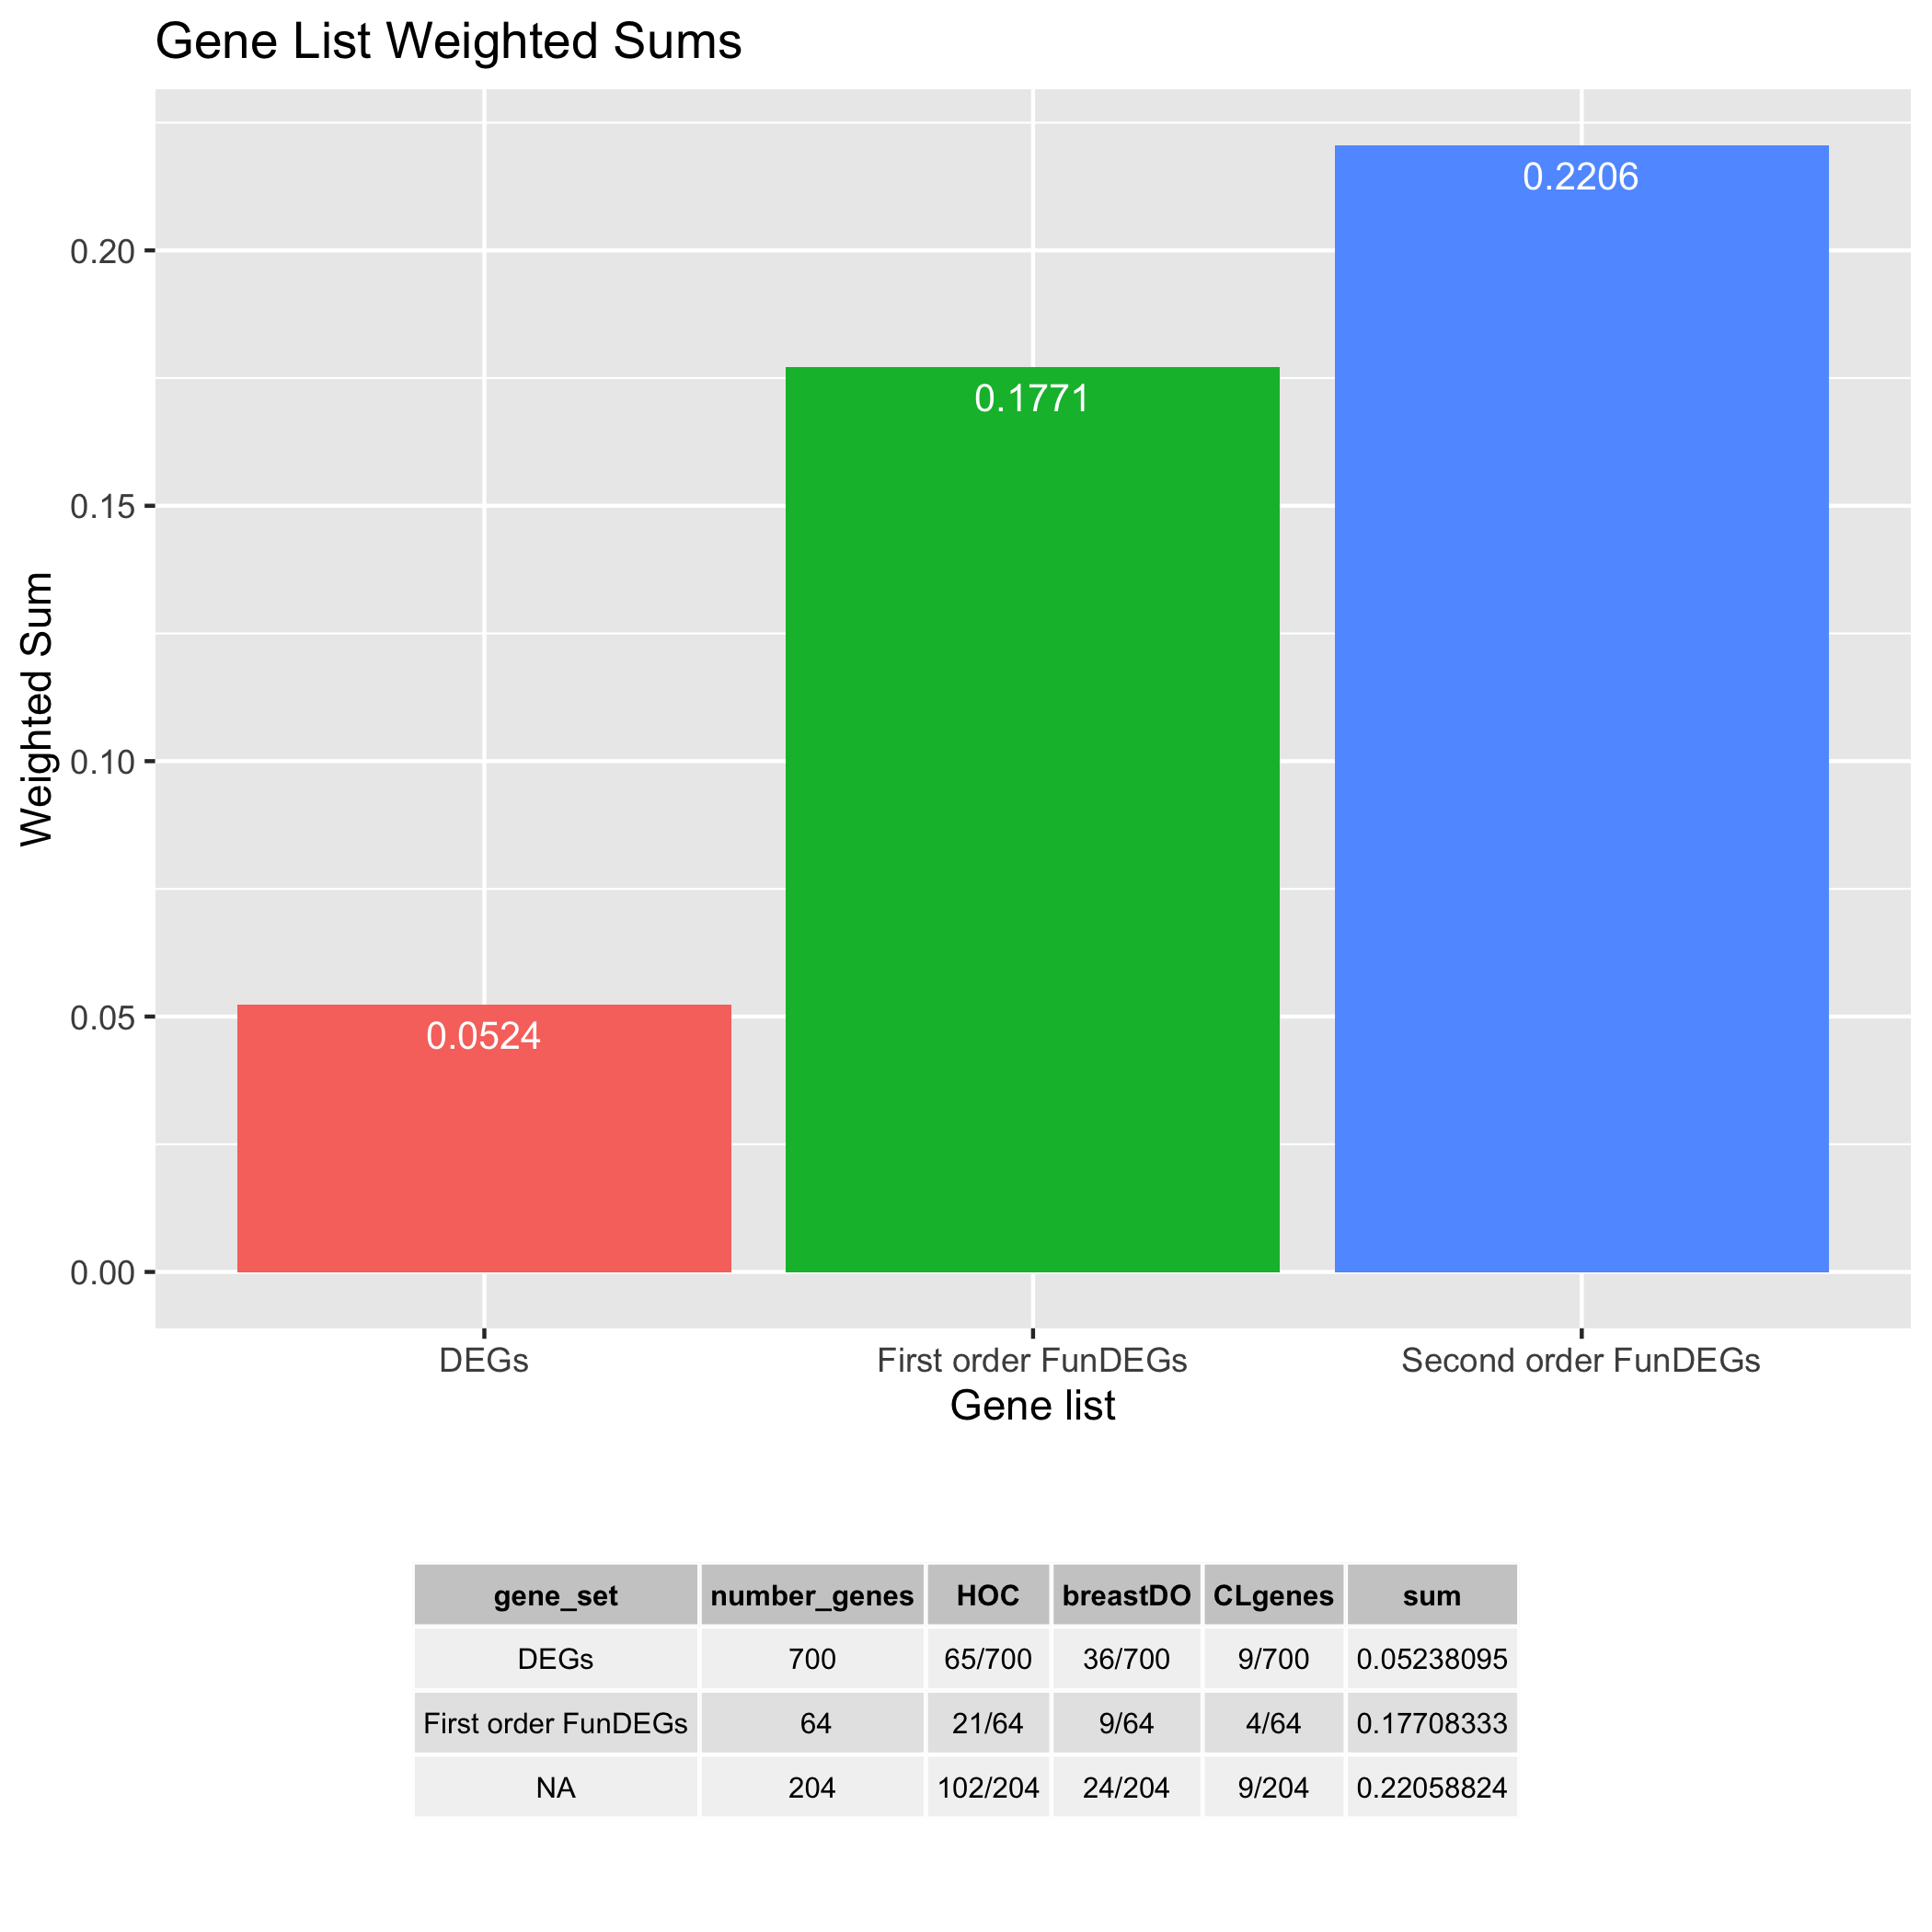 Gene List Weighted Sums
Weighted Sum
0.20
0.15
0.10
0.05
0.00
0.2206
0.1771
0.0524
DEGs First order FunDEGs Second order FunDEGs
Gene list
gene_set number_genes HOC breastDO CLgenes sum
DEGs 700 65/700 36/700 9/700 0.05238095
First order FunDEGs 64 21/64 9/64 4/64 0.17708333
NA 204 102/204 24/204 9/204 0.22058824